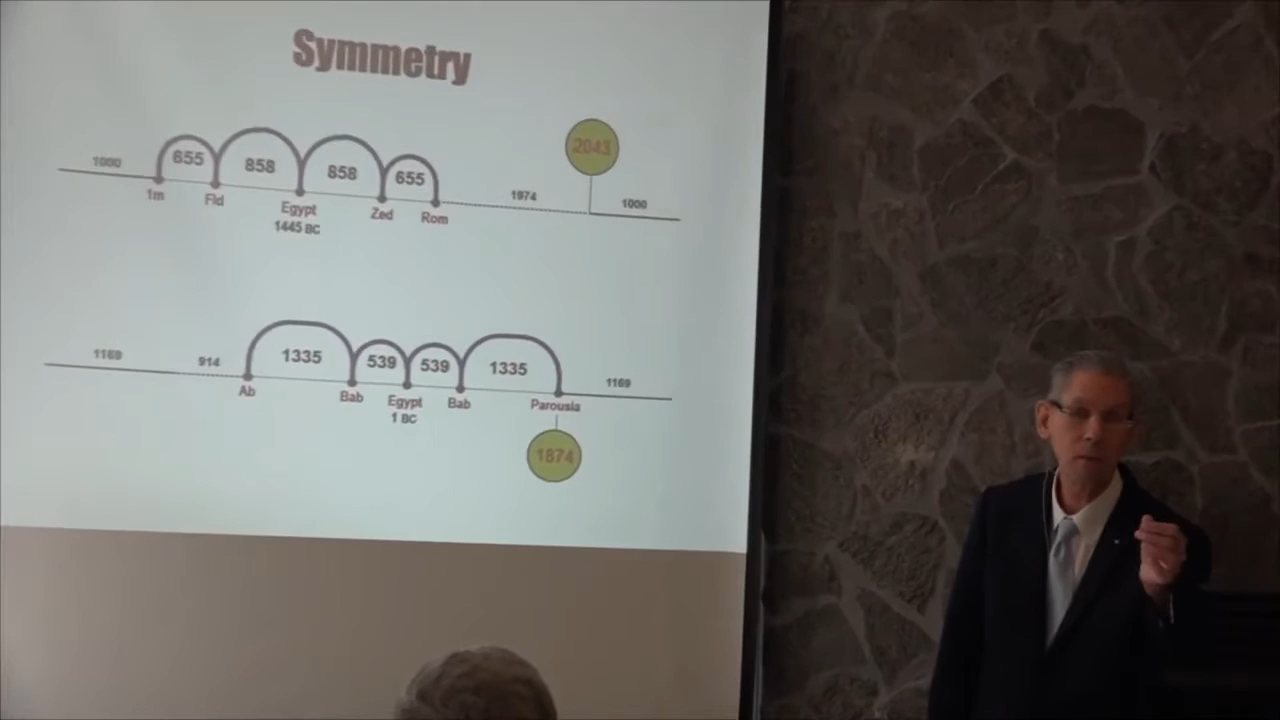 Symmetry
1000
655
858
858
655
2043
1974
1000
1m
Fld
Egypt
1445 BC
Zed
Rom
1169
914
1335
539
539
1335
1169
Ab
Bab
Egypt
1 BC
Bab
Parousia
1874